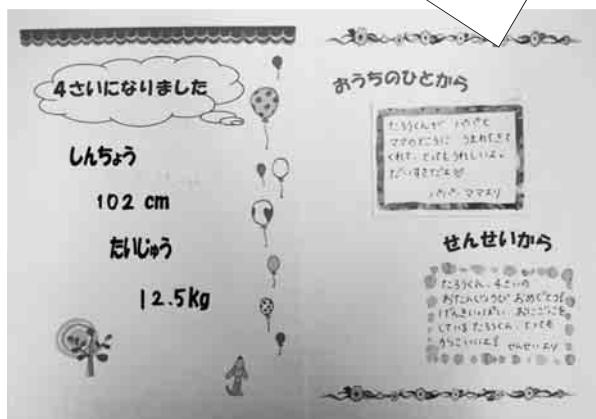 4さいになりました
しんちょう
102 cm
たいじゅう
12.5kg
おうちのひとから
たろうくんが パパと
ママのところに うまれてきて
くれて、とってもうれしいよ。
だいすきだよ
パパ・ママより
せんせいから
たろうくん、4さいの
おたんじょうび おめでとう!
げんきいっぱい おにごっこを
している たろうくん、とっても
かっこいいよ!
せんせいより